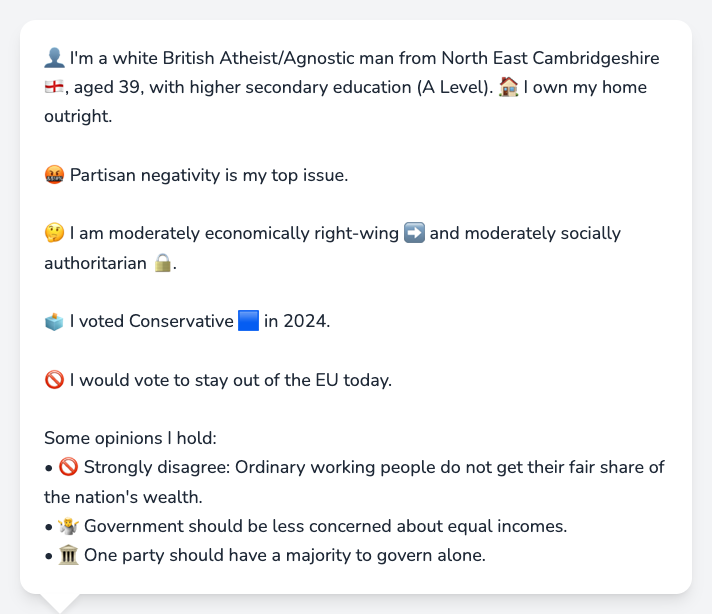 👤 I'm a white British Atheist/Agnostic man from North East Cambridgeshire
🏴󠁧󠁢󠁥󠁮󠁧󠁿, aged 39, with higher secondary education (A Level). 🏠 I own my home
outright.
🤬 Partisan negativity is my top issue.
🤔 I am moderately economically right-wing ➡️ and moderately socially
authoritarian 🔒.
🗳️ I voted Conservative 🟦 in 2024.
🚫 I would vote to stay out of the EU today.
Some opinions I hold:
• 🚫 Strongly disagree: Ordinary working people do not get their fair share of
the nation's wealth.
• 🤷 Government should be less concerned about equal incomes.
• 🏛️ One party should have a majority to govern alone.